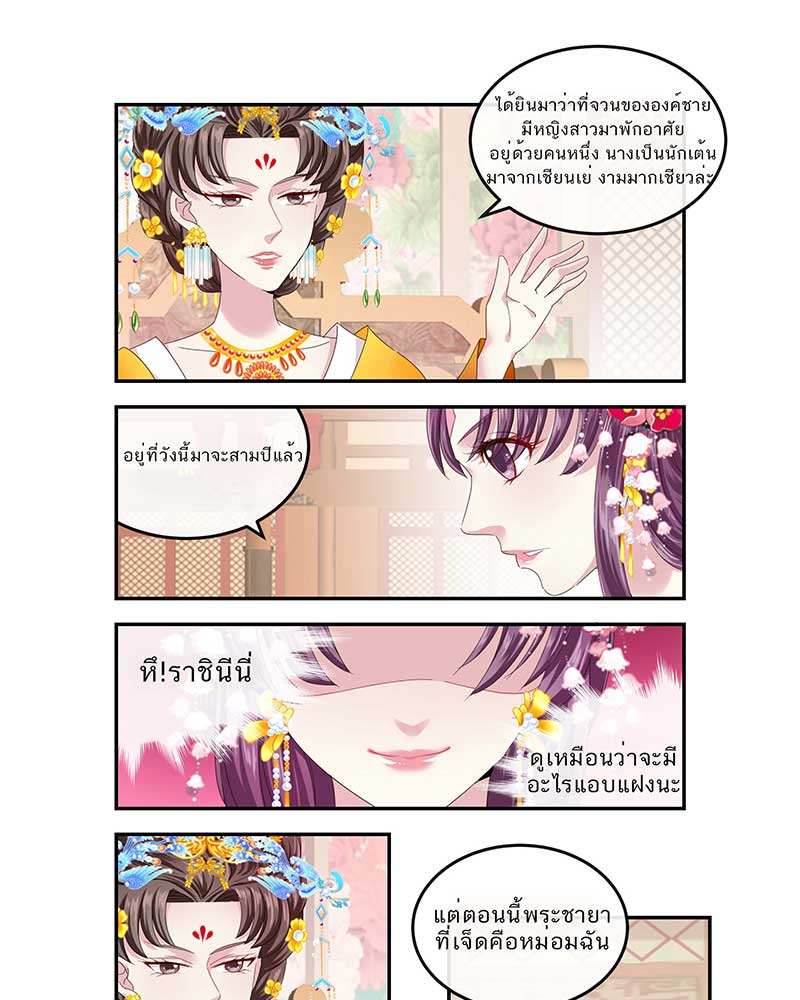 ได้ยินมาว่าที่จวนขององค์ชาย
มีหญิงสาวมาพักอาศัย
อยู่ด้วยคนหนึ่ง นางเป็นนักเต้น
มาจากเชียนเย่ งามมากเชียวล่ะ
อยู่ที่วังนี้มาจะสามปีแล้ว
หึ!ราชินีนี่
ดูเหมือนว่าจะมี
อะไรแอบแฝงนะ
แต่ตอนนี้พระชายา
ที่เจ็ดคือหม่อมฉัน